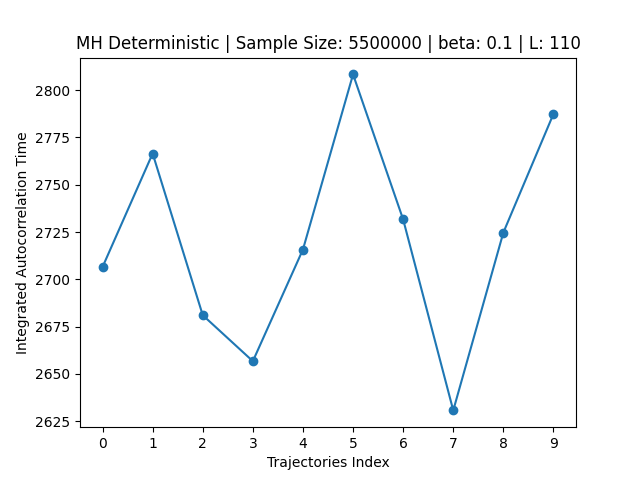 MH Deterministic | Sample Size: 5500000 | beta: 0.1 | L: 110
Integrated Autocorrelation Time
2800
2775
2750
2725
2700
2675
2650
2625
0 1 2 3 4 5 6 7 8 9
Trajectories Index